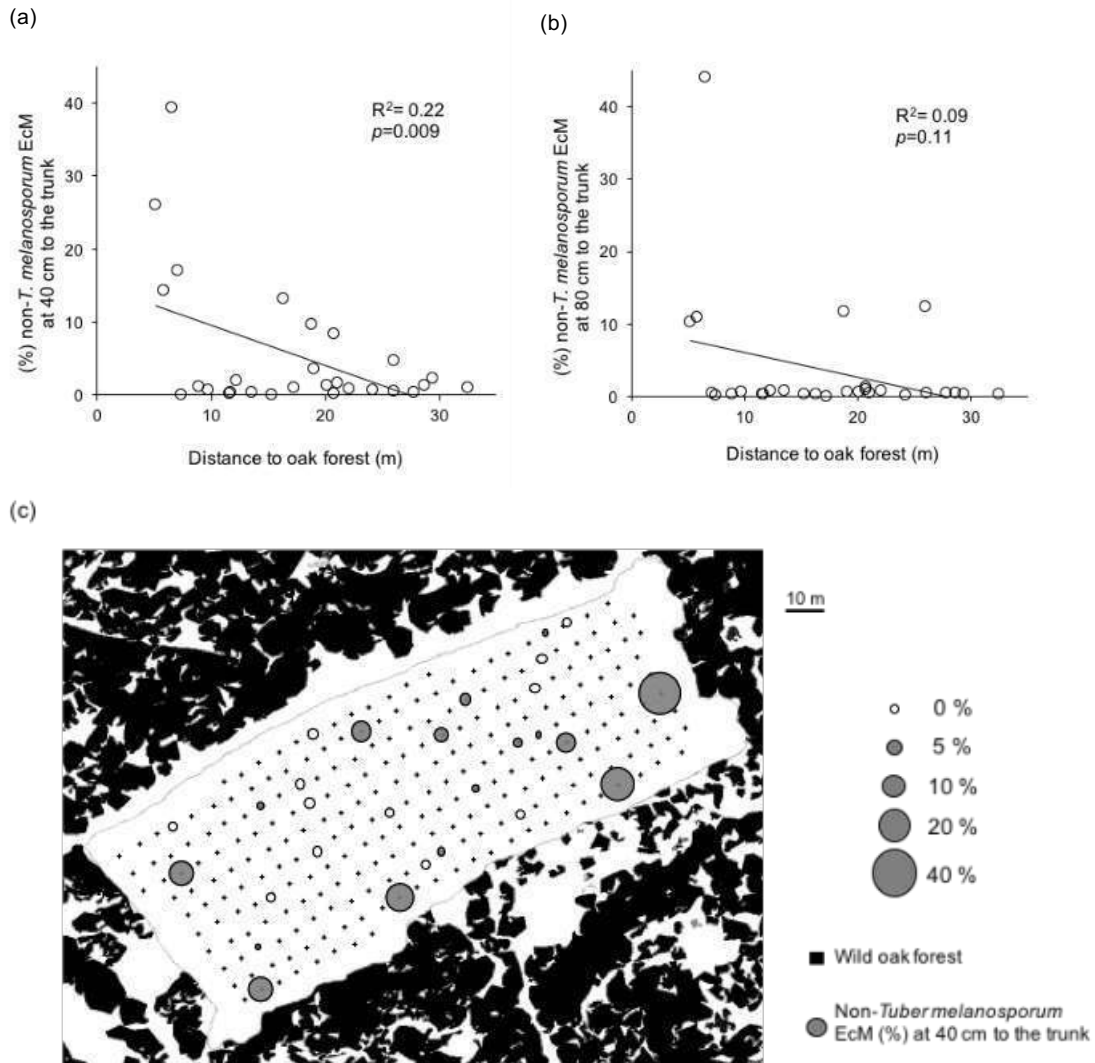 (a)
(%) non-T. melanosporum EcM
at 40 cm to the trunk
40
30
20
10
0
R²= 0.22
p=0.009
0
10
20
30
Distance to oak forest (m)
(b)
(%) non-T. melanosporum EcM
at 80 cm to the trunk
40
30
20
10
0
R²= 0.09
p=0.11
0
10
20
30
Distance to oak forest (m)
(c)
10 m
0 %
5 %
10 %
20 %
40 %
Wild oak forest
Non-Tuber melanosporum
EcM (%) at 40 cm to the trunk